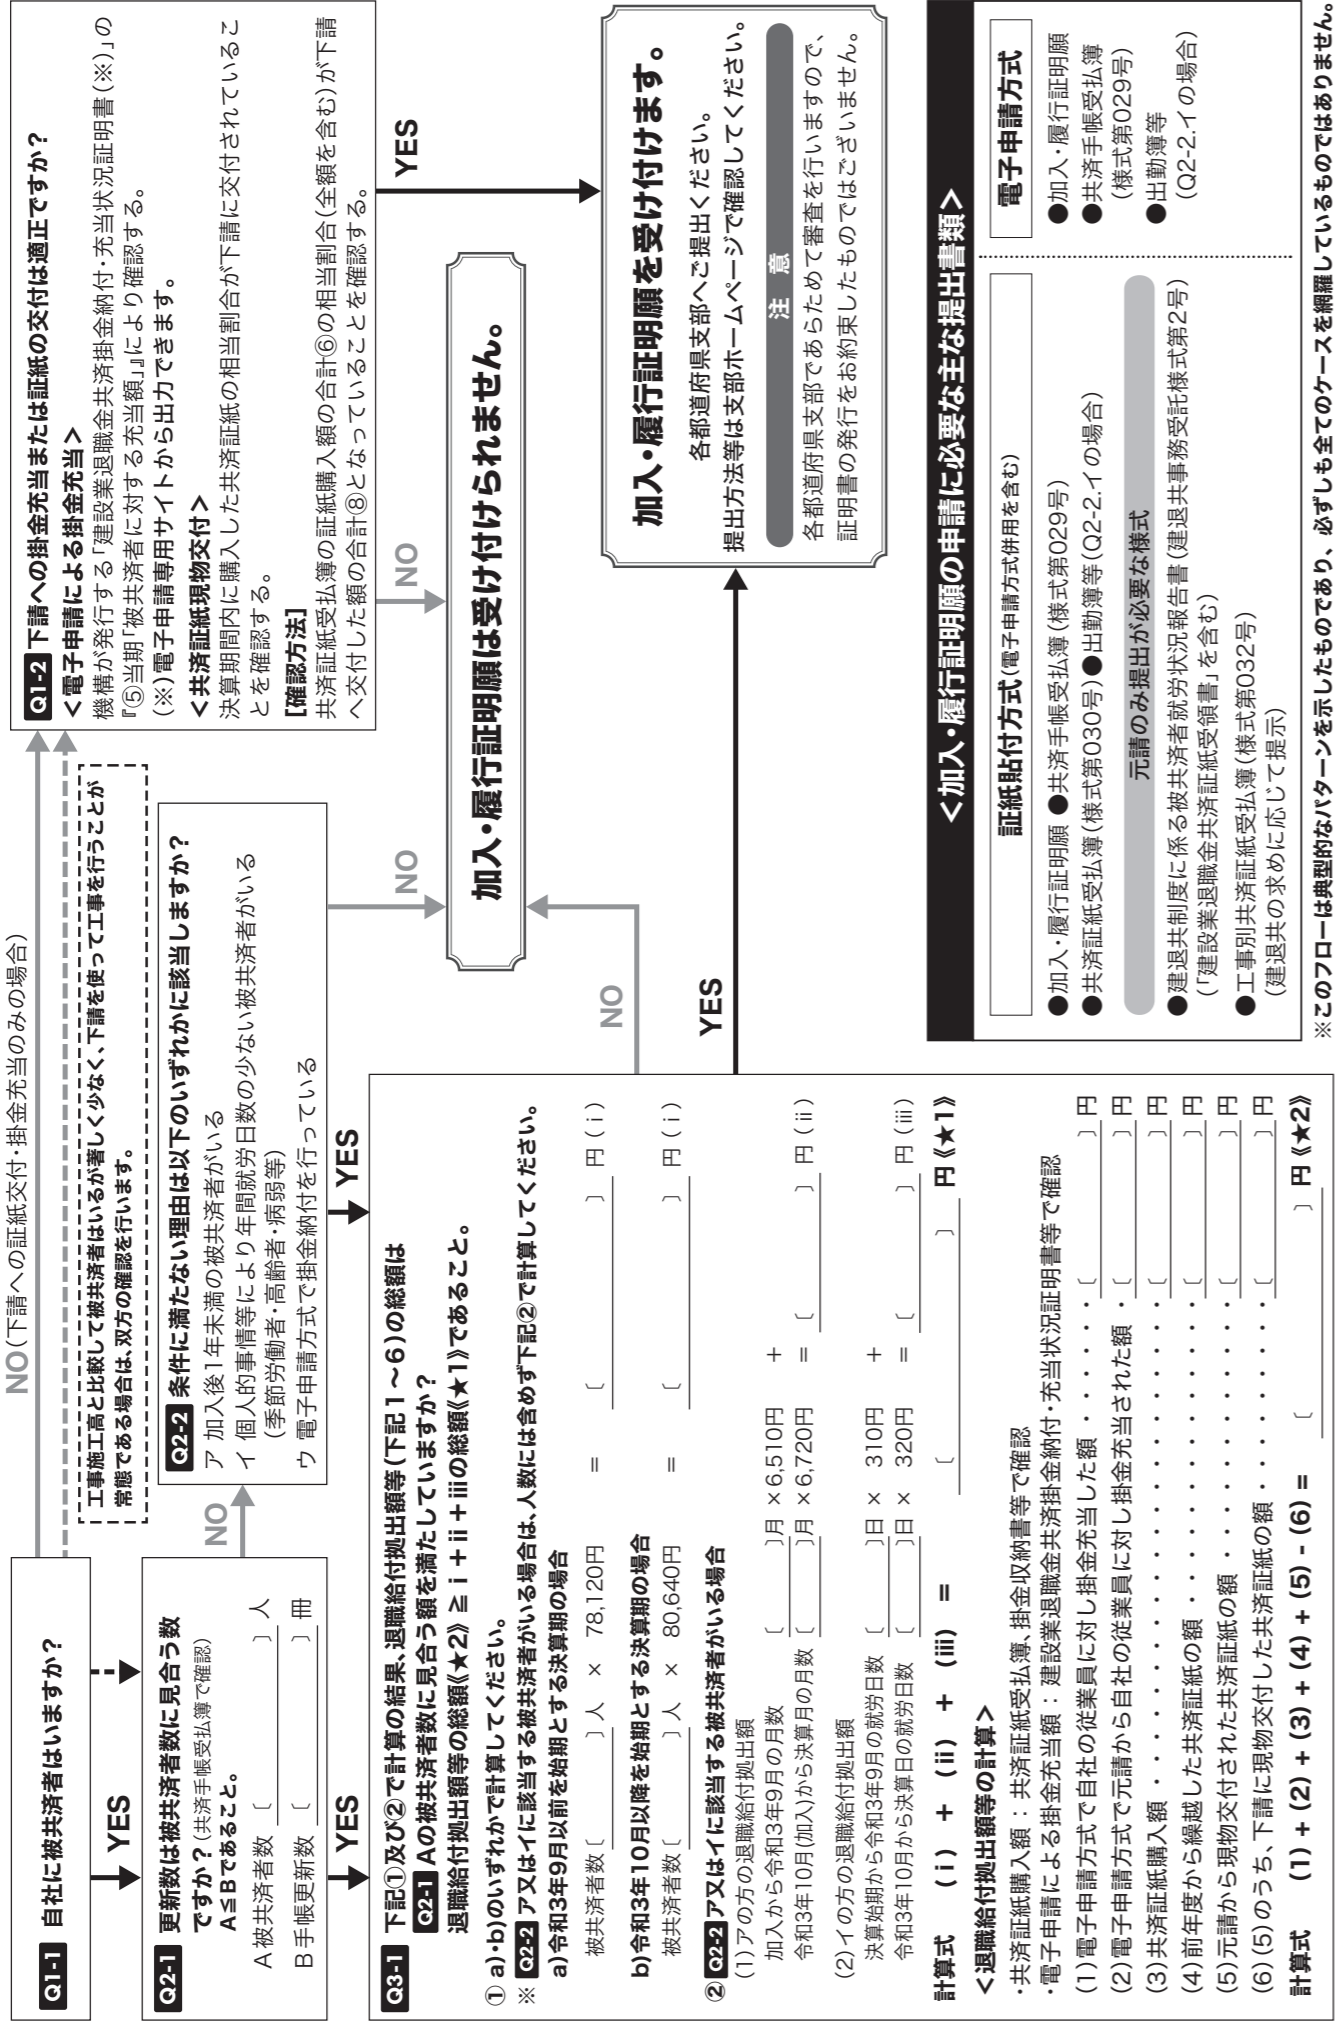 Q1-1 自社に被共済者はいますか？
YES
NO（下請への証紙交付・掛金充当のみの場合）
工事施工高と比較して被共済者はいるが著しく少なく、下請を使って工事を行うことが
常態である場合は、双方の確認を行います。
Q1-2 下請への掛金充当または証紙の交付は適正ですか？
＜電子申請による掛金充当＞
機構が発行する「建設業退職金共済掛金納付・充当状況証明書（※）」の
『⑤当期「被共済者に対する充当額」』により確認する。
（※）電子申請専用サイトから出力できます。
＜共済証紙現物交付＞
決算期間内に購入した共済証紙の相当割合が下請に交付されているこ
とを確認する。
［確認方法］
共済証紙受払簿の証紙購入額の合計⑥の相当割合（全額を含む）が下請
へ交付した額の合計⑧となっていることを確認する。
YES
NO
Q2-1 更新数は被共済者数に見合う数
ですか？（共済手帳受払簿で確認）
A≦Bであること。
A被共済者数 〔 〕人
B手帳更新数 〔 〕冊
YES
NO
Q2-2 条件に満たない理由は以下のいずれかに該当しますか？
ア 加入後1年未満の被共済者がいる
イ 個人的事情等により年間就労日数の少ない被共済者がいる
（季節労働者・高齢者・病弱等）
ウ 電子申請方式で掛金納付を行っている
YES
NO
加入・履行証明願は受け付けられません。
加入・履行証明願を受け付けます。
各都道府県支部へご提出ください。
提出方法等は支部ホームページで確認してください。
注 意
各都道府県支部であらためて審査を行いますので、
証明書の発行をお約束したものではございません。
Q3-1 下記①及び②で計算の結果、退職給付拠出額等（下記1～6）の総額は
Q2-1 Aの被共済者数に見合う額を満たしていますか？
退職給付拠出額等の総額《★2》≧ⅰ＋ⅱ＋ⅲの総額《★1》であること。
① a)・b)のいずれかで計算してください。
※ Q2-2 ア又はイに該当する被共済者がいる場合は、人数には含めず下記②で計算してください。
a)令和3年9月以前を始期とする決算期の場合
被共済者数〔 〕人 × 78,120円 ＝ 〔 〕円（ⅰ）
b)令和3年10月以降を始期とする決算期の場合
被共済者数〔 〕人 × 80,640円 ＝ 〔 〕円（ⅰ）
② Q2-2 ア又はイに該当する被共済者がいる場合
(1)アの方の退職給付拠出額
加入から令和3年9月の月数 〔 〕月 ×6,510円 ＋
令和3年10月(加入)から決算月の月数〔 〕月 ×6,720円 ＝ 〔 〕円（ⅱ）
(2)イの方の退職給付拠出額
決算始期から令和3年9月の就労日数 〔 〕日 × 310円 ＋
令和3年10月から決算日の就労日数 〔 〕日 × 320円 ＝ 〔 〕円（ⅲ）
計算式 （ⅰ）＋（ⅱ）＋（ⅲ）＝ 〔 〕円《★1》
NO
YES
＜退職給付拠出額等の計算＞
・共済証紙購入額：共済証紙受払簿、掛金収納書等で確認
・電子申請による掛金充当額：建設業退職金共済掛金納付・充当状況証明書等で確認
(1)電子申請方式で自社の従業員に対し掛金充当した額・・・・・・〔 〕円
(2)電子申請方式で元請から自社の従業員に対し掛金充当された額・〔 〕円
(3)共済証紙購入額・・・・・・・・・・・・・・・・・・〔 〕円
(4)前年度から繰越した共済証紙の額・・・・・・・・・・・〔 〕円
(5)元請から現物交付された共済証紙の額・・・・・・・・・〔 〕円
(6)(5)のうち、下請に現物交付した共済証紙の額・・・・・・・〔 〕円
計算式 (1)＋(2)＋(3)＋(4)＋(5)－(6)＝ 〔 〕円《★2》
＜加入・履行証明願の申請に必要な主な提出書類＞
証紙貼付方式（電子申請方式併用を含む）
●加入・履行証明願 ●共済手帳受払簿（様式第029号）
●共済証紙受払簿（様式第030号）●出勤簿等（Q2-2.イの場合）
元請のみ提出が必要な様式
●建退共制度に係る被共済者就労状況報告書（建退共事務受託様式第2号）
（「建設業退職金共済証紙受領書」を含む）
●工事別共済証紙受払簿（様式第032号）
（建退共の求めに応じて提示）
電子申請方式
●加入・履行証明願
●共済手帳受払簿
（様式第029号）
●出勤簿等
（Q2-2.イの場合）
※このフローは典型的なパターンを示したものであり、必ずしも全てのケースを網羅しているものではありません。